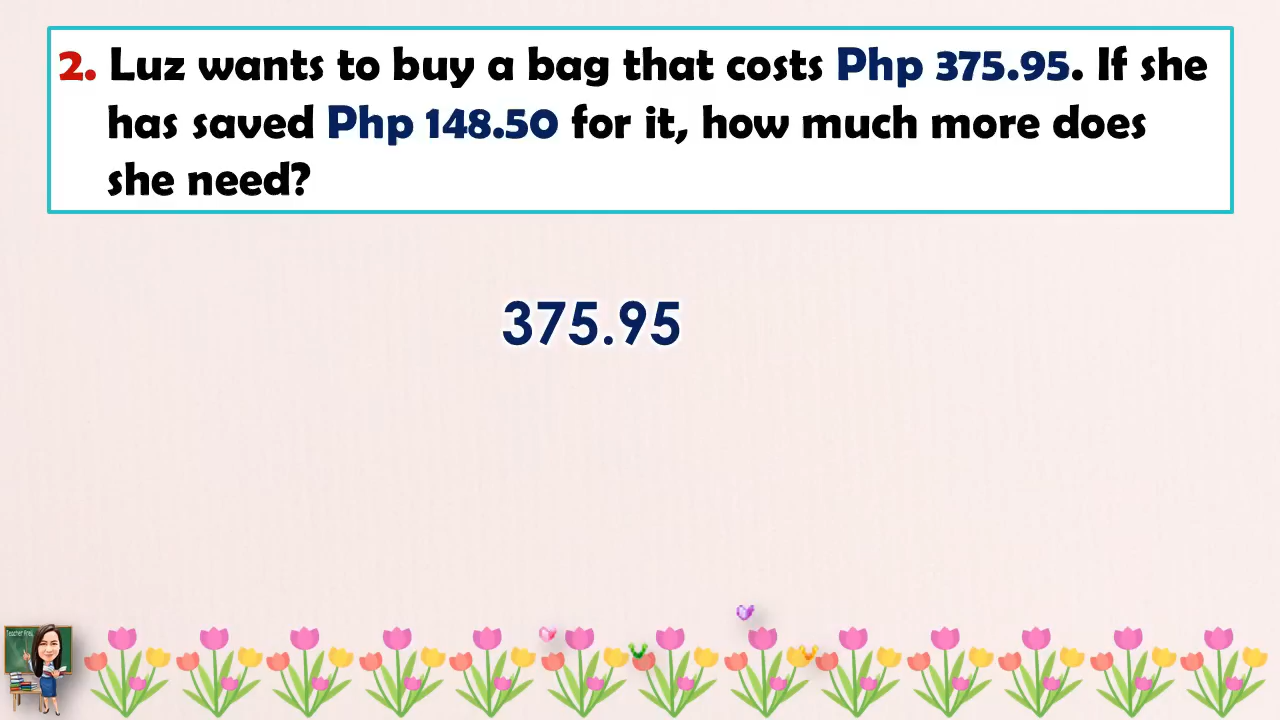 2. Luz wants to buy a bag that costs Php 375.95. If she
has saved Php 148.50 for it, how much more does
she need?
375.95